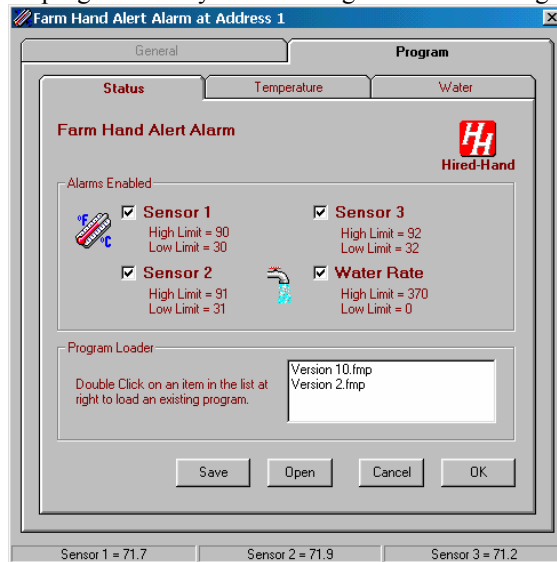 Farm Hand Alert Alarm at Address 1
General
Program
Status
Temperature
Water
Farm Hand Alert Alarm
HH
Hired-Hand
Alarms Enabled
°F
°C
Sensor 1
High Limit = 90
Low Limit = 30
Sensor 3
High Limit = 92
Low Limit = 32
Sensor 2
High Limit = 91
Low Limit = 31
Water Rate
High Limit = 370
Low Limit = 0
Program Loader
Double Click on an item in the list at
right to load an existing program.
Version 10.fmp
Version 2.fmp
Save
Open
Cancel
OK
Sensor 1 = 71.7
Sensor 2 = 71.9
Sensor 3 = 71.2